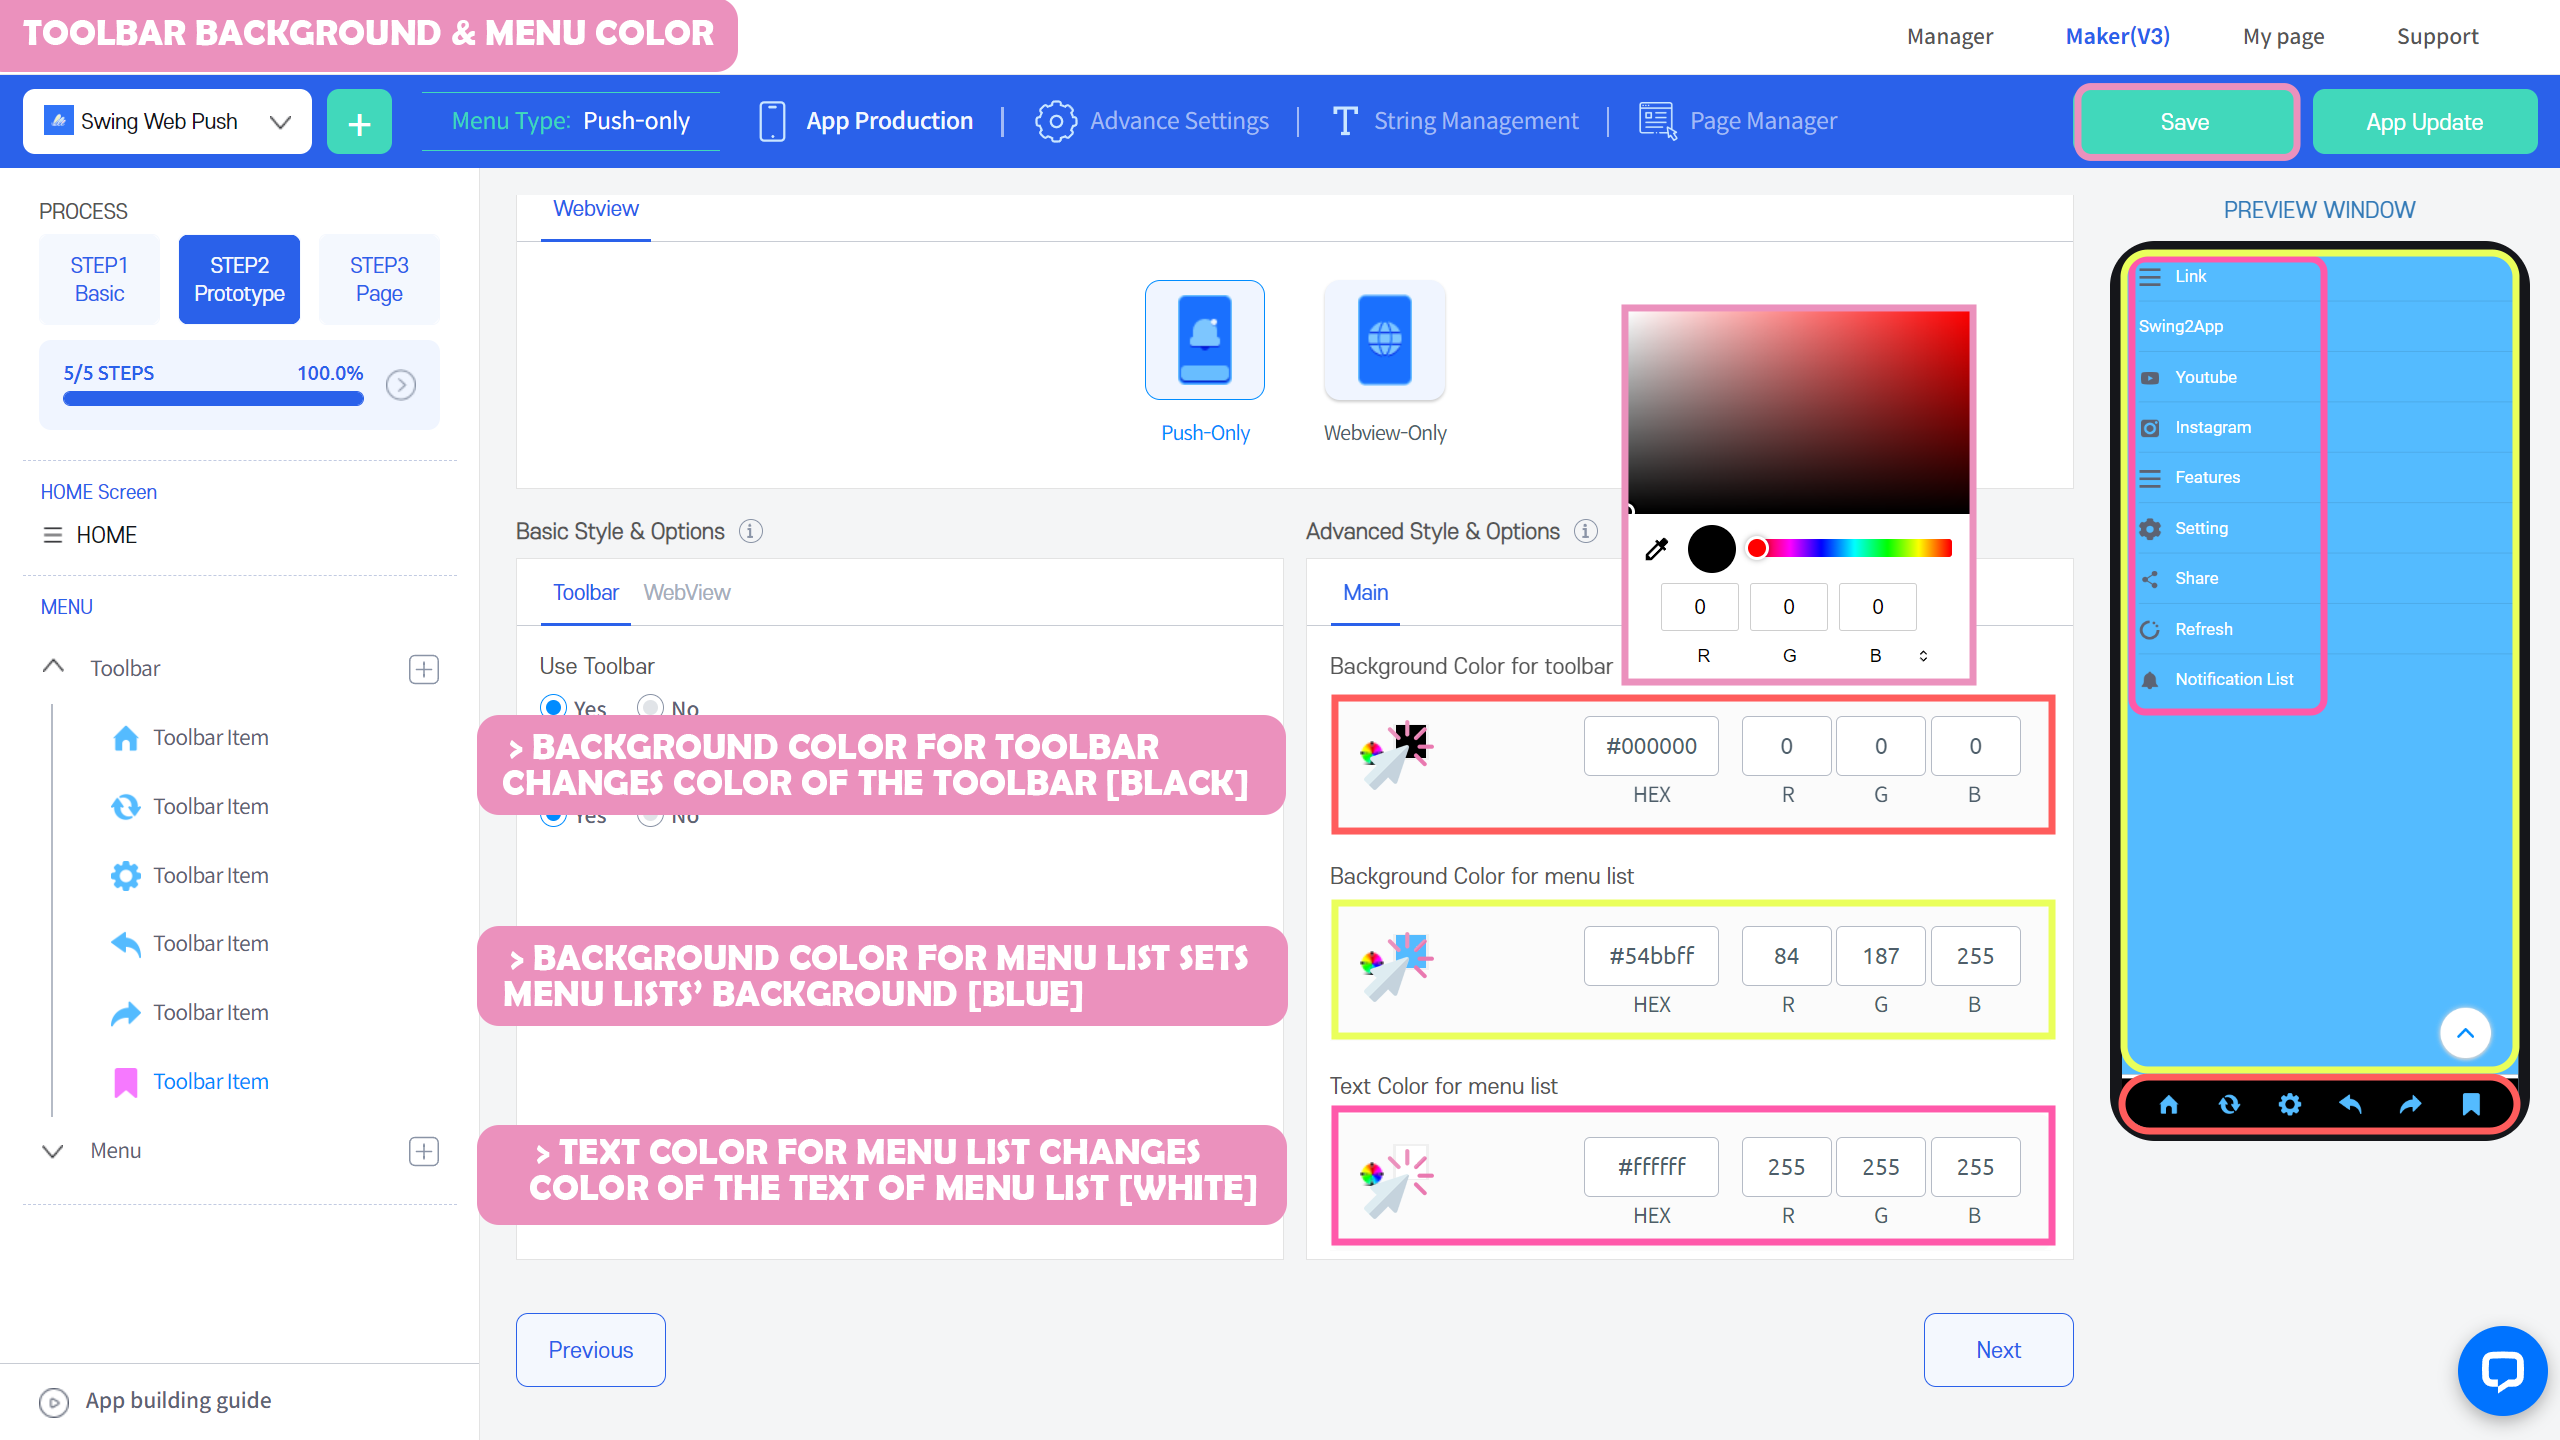 TOOLBAR BACKGROUND & MENU COLOR
Manager
Maker(V3)
My page
Support
Swing Web Push
+
Menu Type: Push-only
App Production
Advance Settings
String Management
Page Manager
Save
App Update
PROCESS
STEP1
Basic
STEP2
Prototype
STEP3
Page
5/5 STEPS
100.0%
HOME Screen
HOME
MENU
Toolbar
Toolbar Item
Toolbar Item
Toolbar Item
Toolbar Item
Toolbar Item
Toolbar Item
Menu
App building guide
Webview
Push-Only
Webview-Only
Basic Style & Options
Toolbar
WebView
Use Toolbar
Yes
No
> BACKGROUND COLOR FOR TOOLBAR
CHANGES COLOR OF THE TOOLBAR [BLACK]
Yes
No
> BACKGROUND COLOR FOR MENU LIST SETS
MENU LISTS’ BACKGROUND [BLUE]
> TEXT COLOR FOR MENU LIST CHANGES
COLOR OF THE TEXT OF MENU LIST [WHITE]
Advanced Style & Options
Main
0
0
0
R
G
B
Background Color for toolbar
#000000
0
0
0
HEX
R
G
B
Background Color for menu list
#54bbff
84
187
255
HEX
R
G
B
Text Color for menu list
#ffffff
255
255
255
HEX
R
G
B
Previous
Next
PREVIEW WINDOW
Link
Swing2App
Youtube
Instagram
Features
Setting
Share
Refresh
Notification List